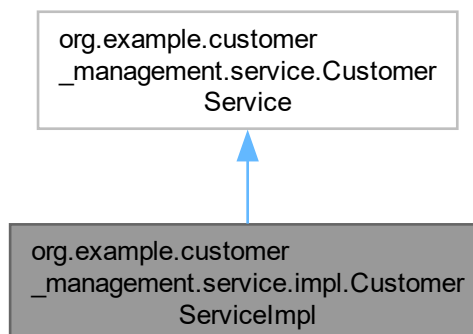 org.example.customer
_management.service.Customer
Service
org.example.customer
_management.service.impl.Customer
ServiceImpl